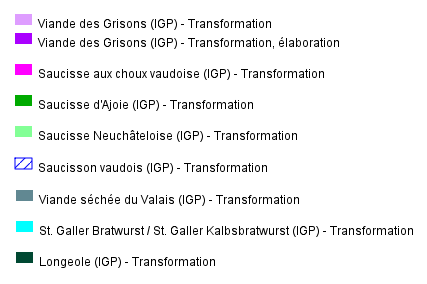 Viande des Grisons (IGP) - Transformation
Viande des Grisons (IGP) - Transformation, élaboration
Saucisse aux choux vaudoise (IGP) - Transformation
Saucisse d'Ajoie (IGP) - Transformation
Saucisse Neuchâteloise (IGP) - Transformation
Saucisson vaudois (IGP) - Transformation
Viande séchée du Valais (IGP) - Transformation
St. Galler Bratwurst / St. Galler Kalbsbratwurst (IGP) - Transformation
Longeole (IGP) - Transformation